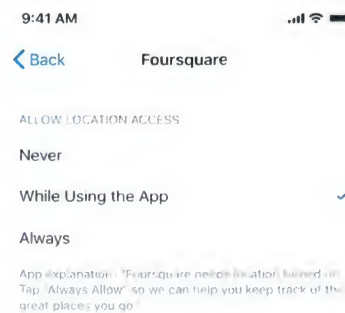 9:41 AM
Back Foursquare
ALLOW LOCATION ACCESS
Never
While Using the App
Always
App explanation: "Foursquare needs location turned on
Tap 'Always Allow' so we can help you keep track of the
great places you go